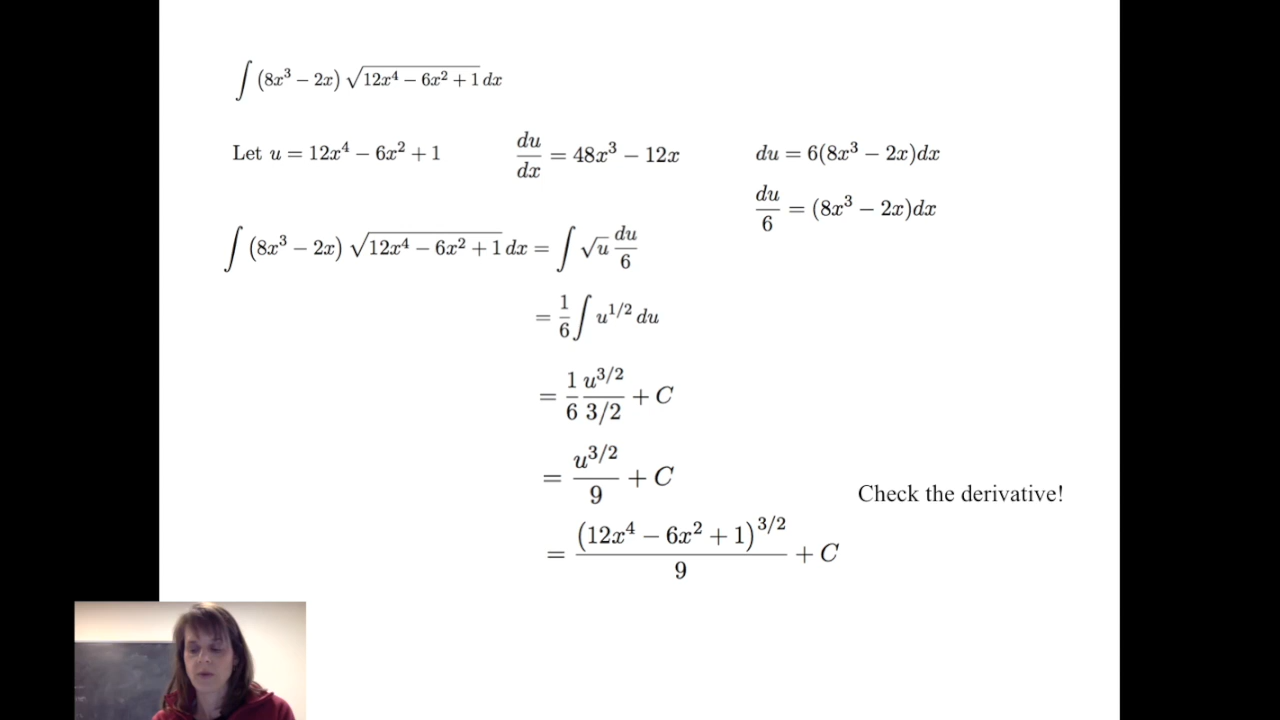 ∫ (8x³ − 2x) √(12x⁴ − 6x² + 1) dx
Let u = 12x⁴ − 6x² + 1
du/dx = 48x³ − 12x
du = 6(8x³ − 2x)dx
du/6 = (8x³ − 2x)dx
∫ (8x³ − 2x) √(12x⁴ − 6x² + 1) dx = ∫ √u du/6
= 1/6 ∫ u^{1/2} du
= 1/6 u^{3/2}/(3/2) + C
= u^{3/2}/9 + C
Check the derivative!
= (12x⁴ − 6x² + 1)^{3/2}/9 + C